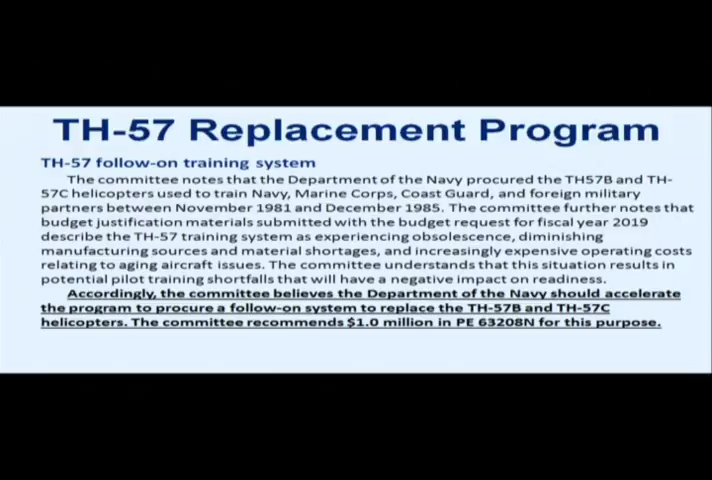 TH-57 Replacement Program
TH-57 follow-on training system
The committee notes that the Department of the Navy procured the TH57B and TH-
57C helicopters used to train Navy, Marine Corps, Coast Guard, and foreign military
partners between November 1981 and December 1985. The committee further notes that
budget justification materials submitted with the budget request for fiscal year 2019
describe the TH-57 training system as experiencing obsolescence, diminishing
manufacturing sources and material shortages, and increasingly expensive operating costs
relating to aging aircraft issues. The committee understands that this situation results in
potential pilot training shortfalls that will have a negative impact on readiness.
Accordingly, the committee believes the Department of the Navy should accelerate
the program to procure a follow-on system to replace the TH-57B and TH-57C
helicopters. The committee recommends $1.0 million in PE 63208N for this purpose.